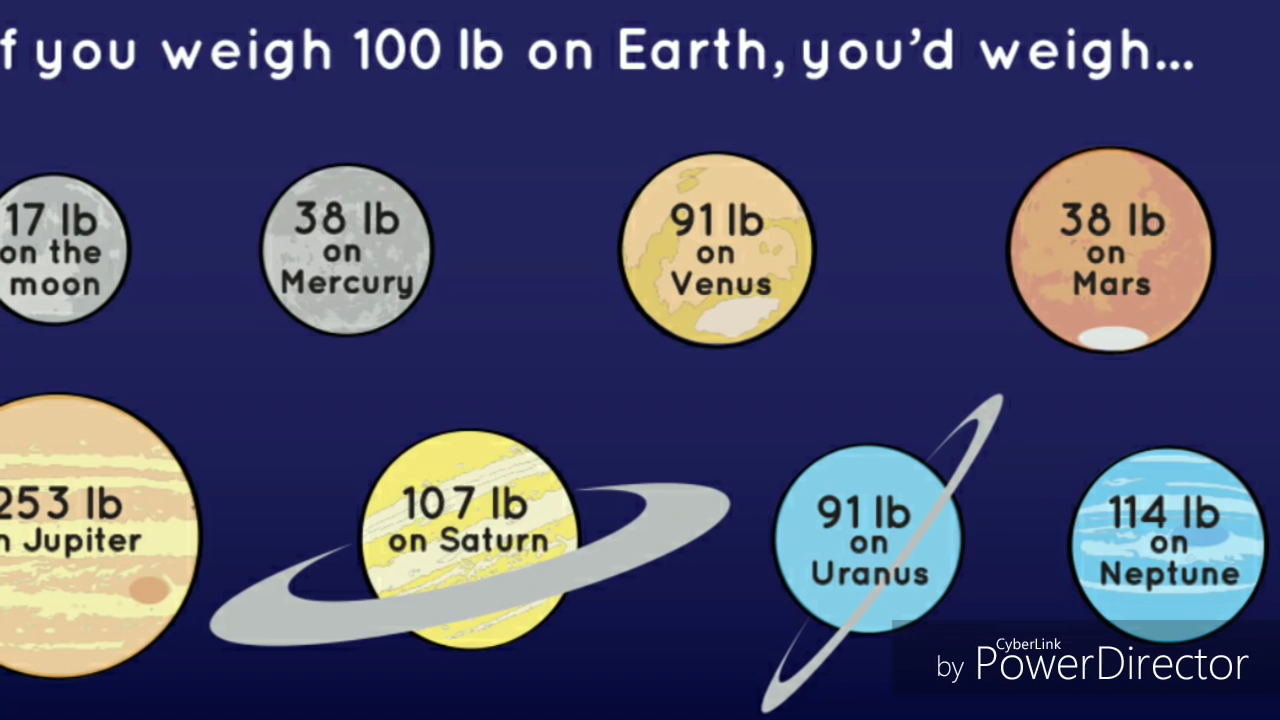 f you weigh 100 lb on Earth, you'd weigh...
17 lb
on the
moon
38 lb
on
Mercury
91 lb
on
Venus
38 lb
on
Mars
253 lb
n Jupiter
107 lb
on Saturn
91 lb
on
Uranus
114 lb
on
Neptune
CyberLink
by PowerDirector